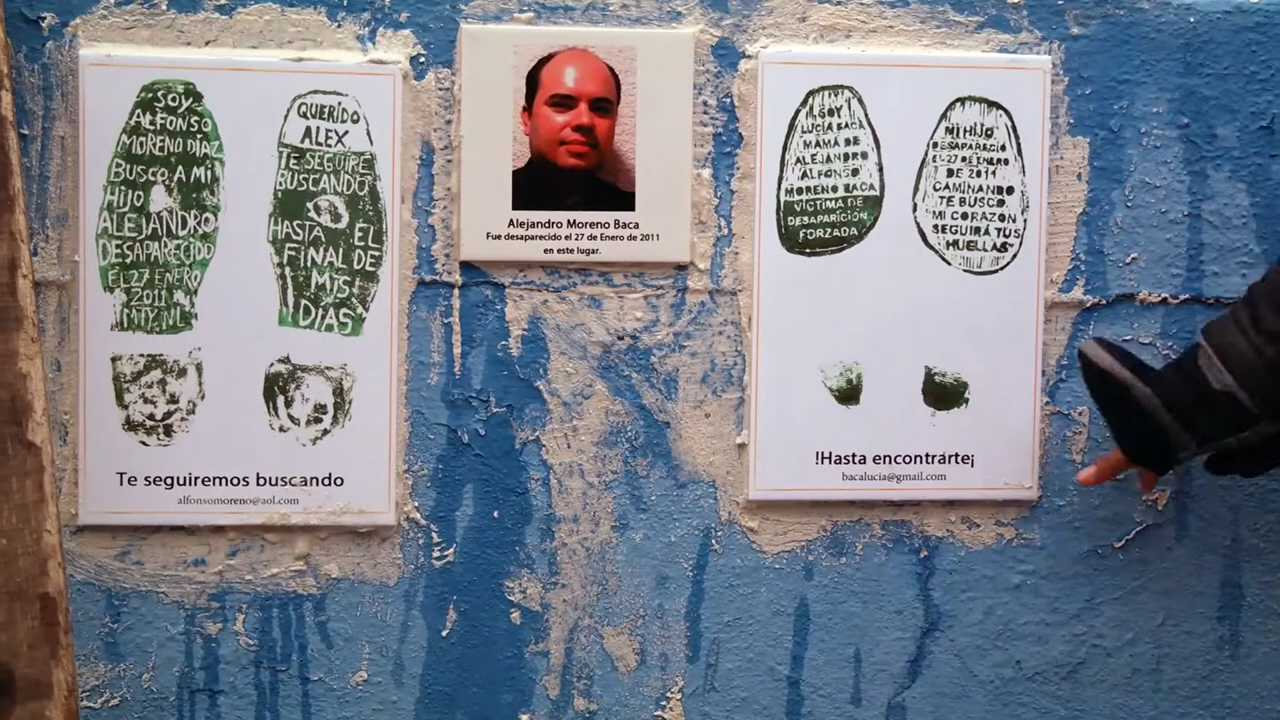 SOY
ALFONSO
MORENO DÍAZ
BUSCO A MI
HIJO
ALEJANDRO
DESAPARECIDO
EL 27 ENERO
2011
MTY. NL
QUERIDO
ALEX
TE SEGUIRE
BUSCANDO
HASTA EL
FINAL DE
MIS
DIAS
Te seguiremos buscando
alfonsomoreno@aol.com
Alejandro Moreno Baca
Fue desaparecido el 27 de Enero de 2011
en este lugar.
SOY
LUCÍA BACA
MAMÁ DE
ALEJANDRO
ALFONSO
MORENO BACA
VÍCTIMA DE
DESAPARICIÓN
FORZADA
MI HIJO
DESAPARECIÓ
EL 27 DE ENERO
DE 2011
CAMINANDO
TE BUSCO.
MI CORAZÓN
SEGUIRÁ TUS
HUELLAS
!Hasta encontrarte¡
bacalucia@gmail.com